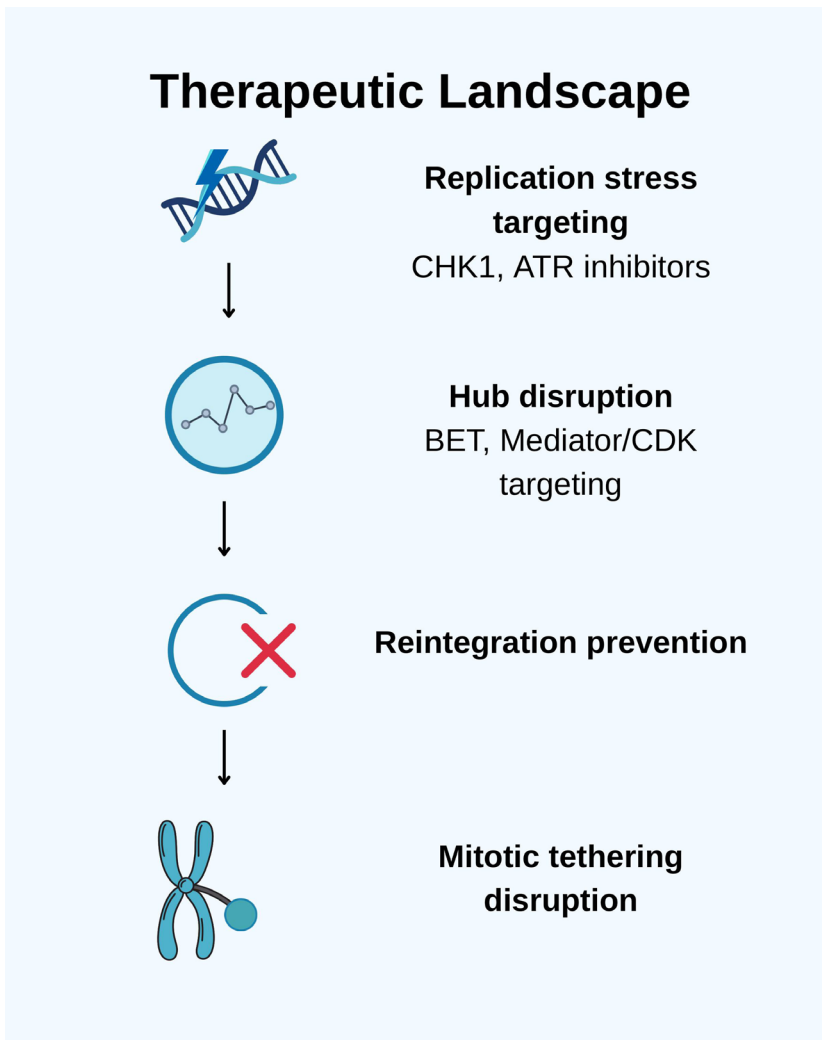 Therapeutic Landscape
Replication stress
targeting
CHK1, ATR inhibitors
Hub disruption
BET, Mediator/CDK
targeting
Reintegration prevention
Mitotic tethering
disruption